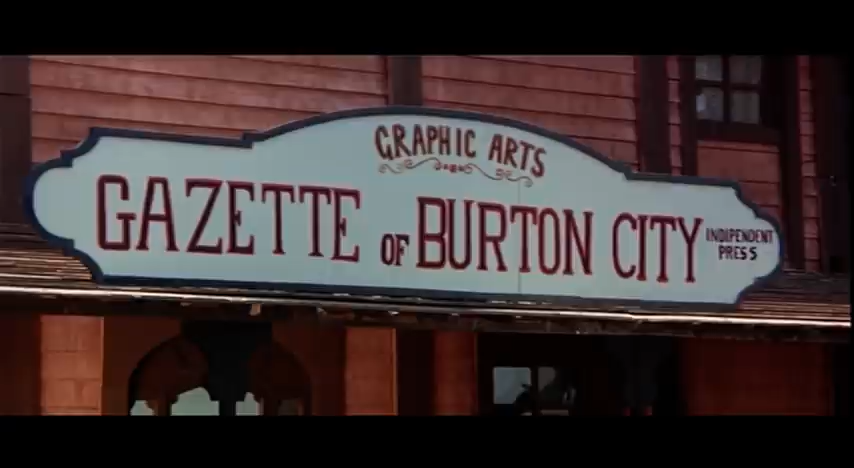 GRAPHIC ARTS
GAZETTE OF BURTON CITY
INDIPENDENT
PRESS